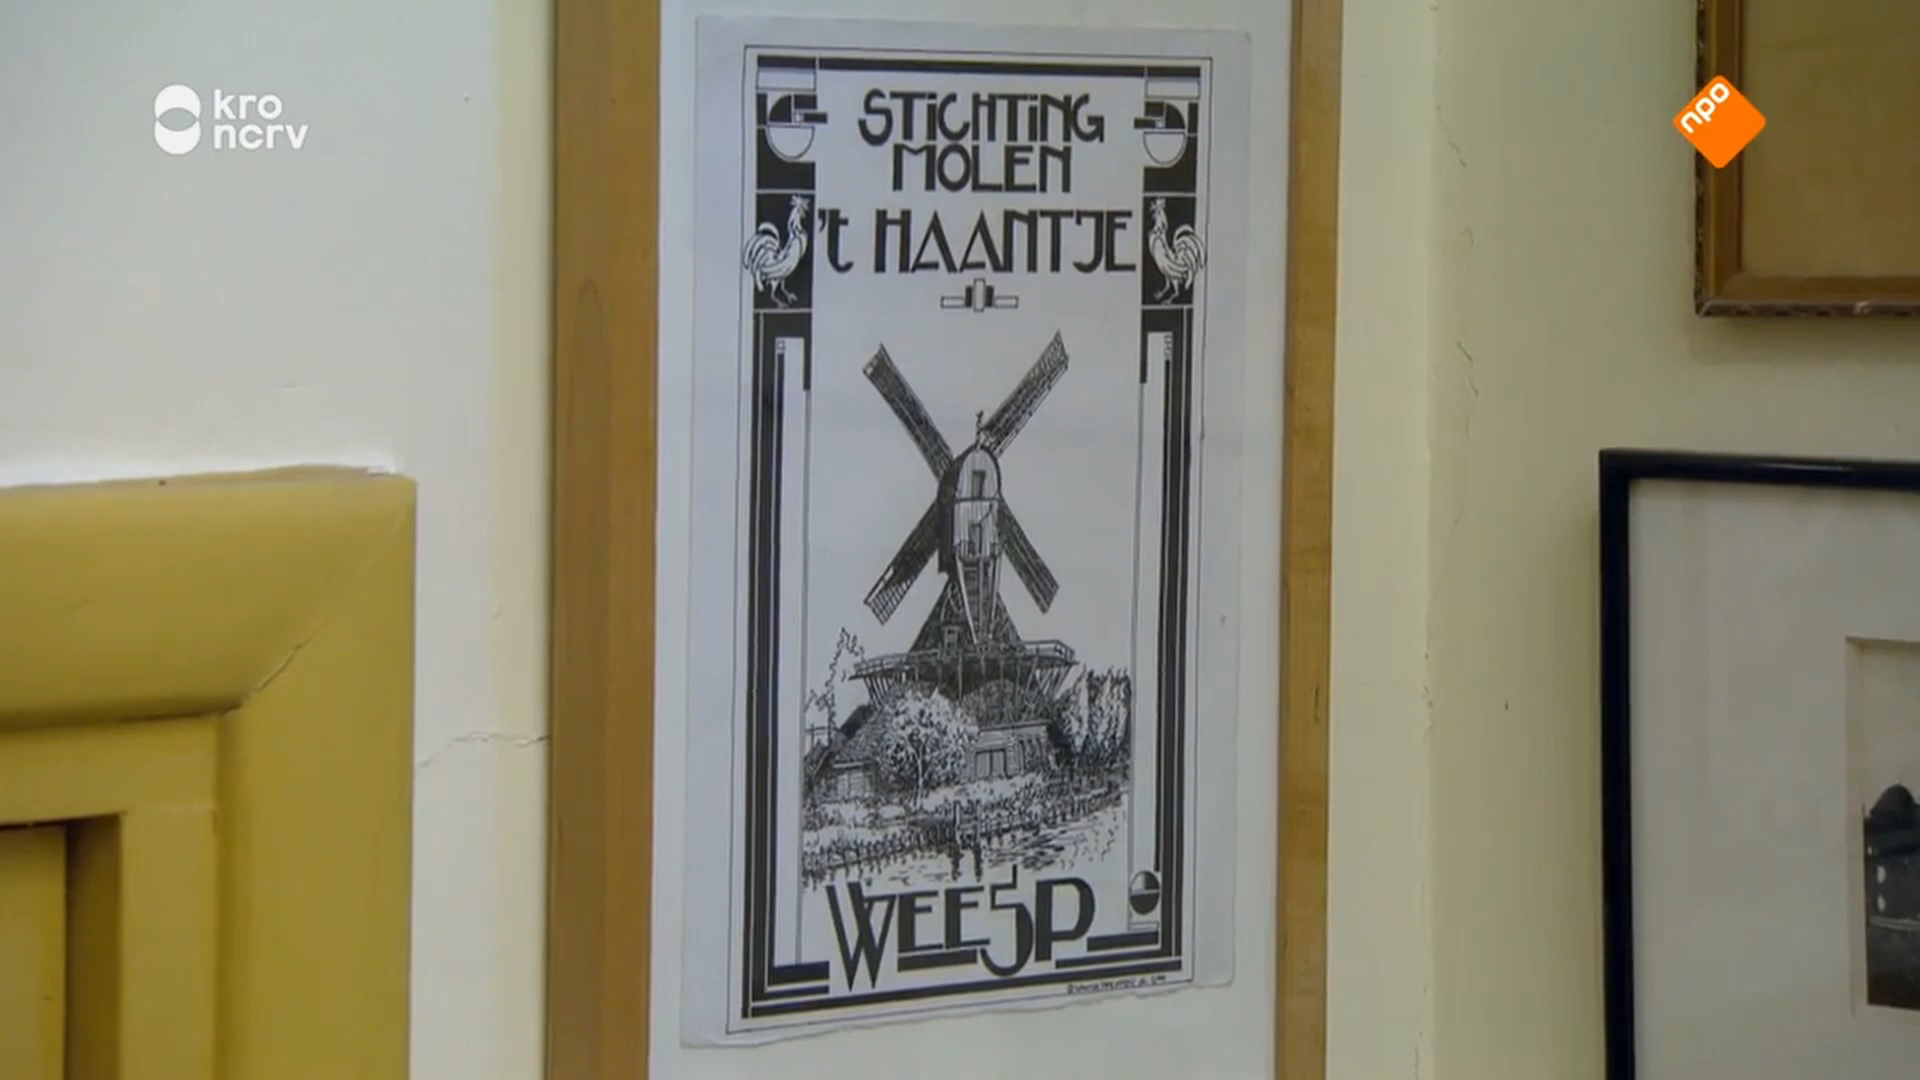 kro
ncrv
npo
STICHTING
MOLEN
't HAANTJE
WEESP